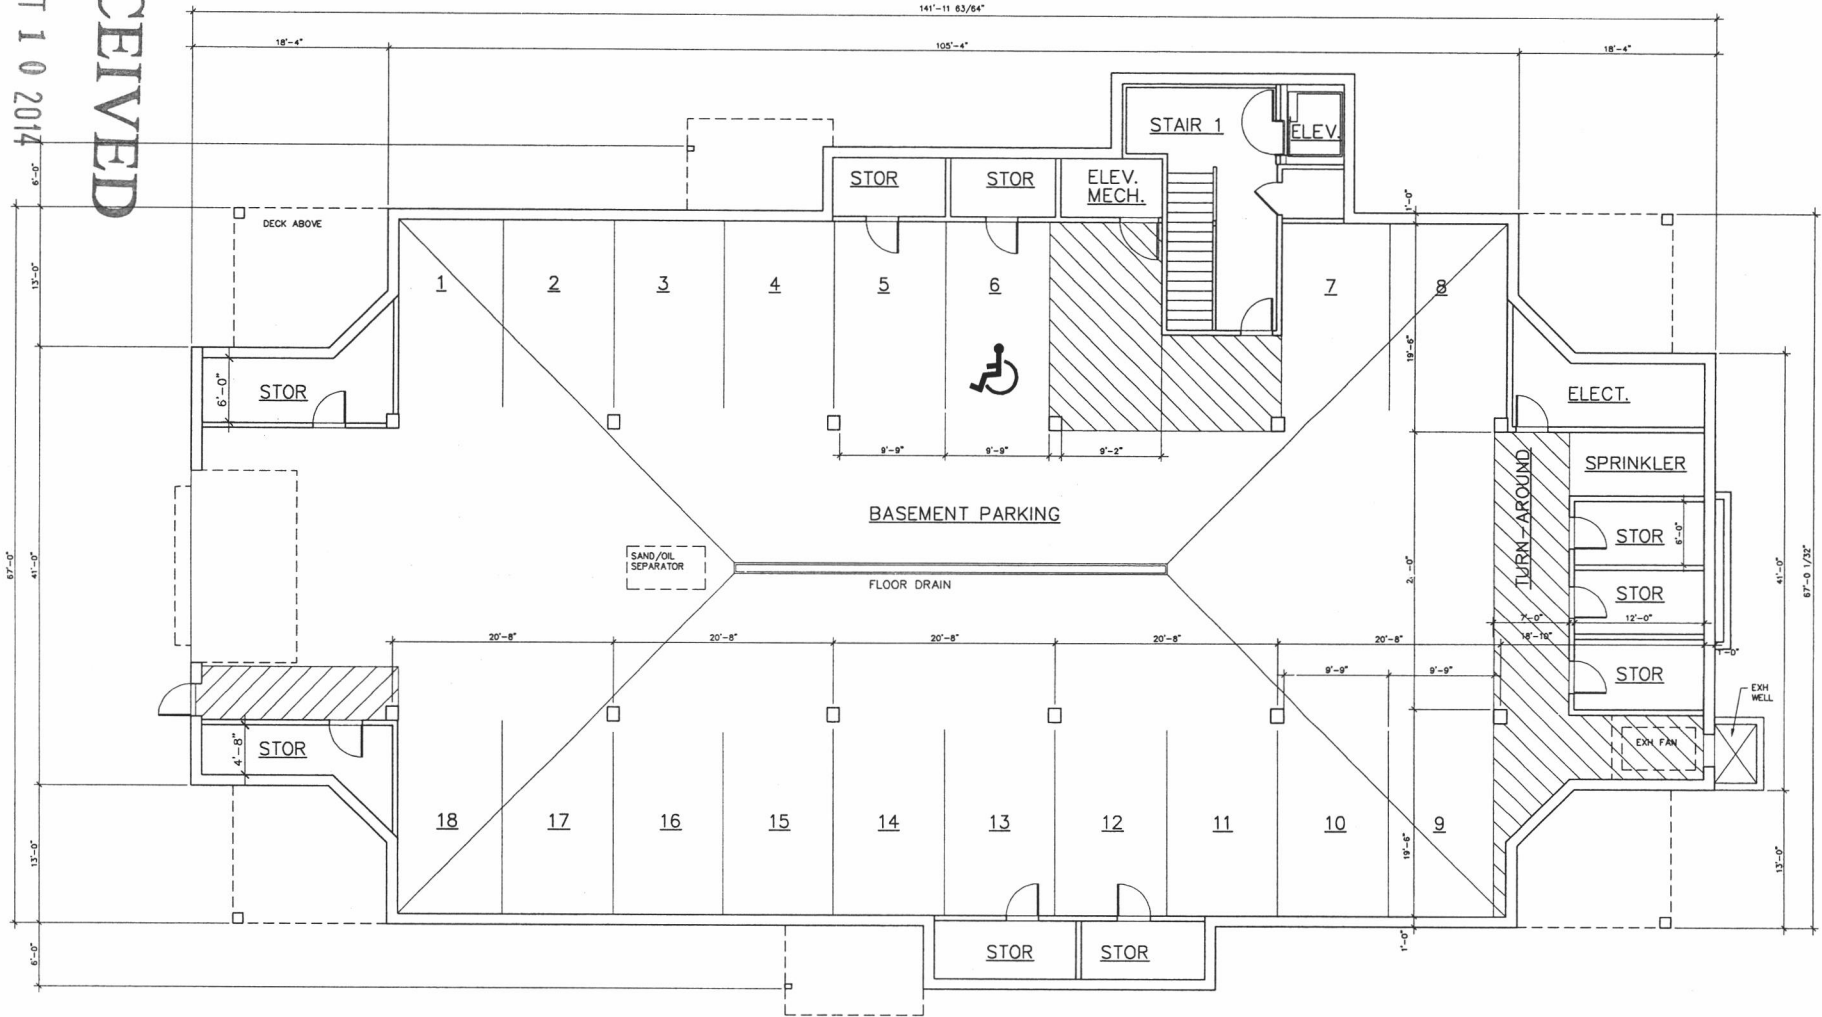 141'-11 63/64"
18'-4"
105'-4"
18'-4"
CEIVED
T 1 0 2014
STAIR 1
ELEV.
STOR
STOR
ELEV.
MECH.
6'-0"
1'-0"
DECK ABOVE
13'-0"
1
2
3
4
5
6
7
8
19'-6"
6'-0"
STOR
ELECT.
9'-9"
9'-9"
9'-2"
SPRINKLER
TURN-AROUND
BASEMENT PARKING
STOR
6'-0"
SAND/OIL
SEPARATOR
FLOOR DRAIN
67'-0"
41'-0"
41'-0"
67'-0 1/32"
STOR
7'-0"
12'-0"
20'-8"
20'-8"
20'-8"
20'-8"
20'-8"
18'-10"
1'-0"
9'-9"
9'-9"
STOR
EXH
WELL
4'-8"
STOR
EXH FAN
18
17
16
15
14
13
12
11
10
9
19'-6"
13'-0"
13'-0"
6'-0"
STOR
STOR
1'-0"